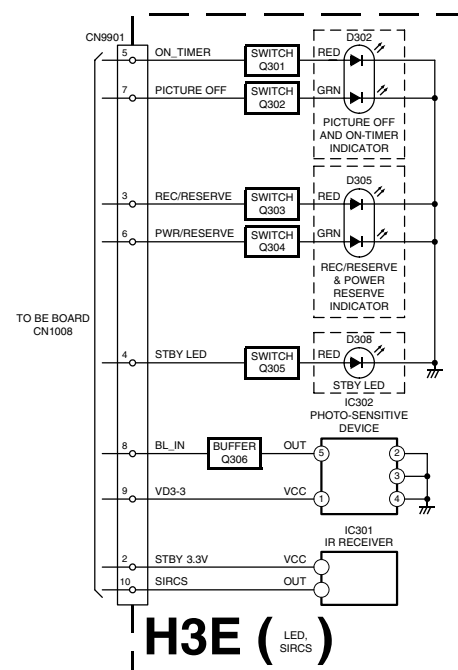 CN9901
D302
5 ON_TIMER SWITCH Q301 RED
7 PICTURE OFF SWITCH Q302 GRN
PICTURE OFF
AND ON-TIMER
INDICATOR
D305
3 REC/RESERVE SWITCH Q303 RED
6 PWR/RESERVE SWITCH Q304 GRN
REC/RESERVE
& POWER
RESERVE
INDICATOR
TO BE BOARD
CN1008
D308
4 STBY LED SWITCH Q305 RED
STBY LED
IC302
PHOTO-SENSITIVE
DEVICE
8 BL_IN BUFFER Q306 OUT 5 2
3
9 VD3-3 VCC 1 4
IC301
IR RECEIVER
2 STBY 3.3V VCC
10 SIRCS OUT
H3E ( LED, SIRCS )